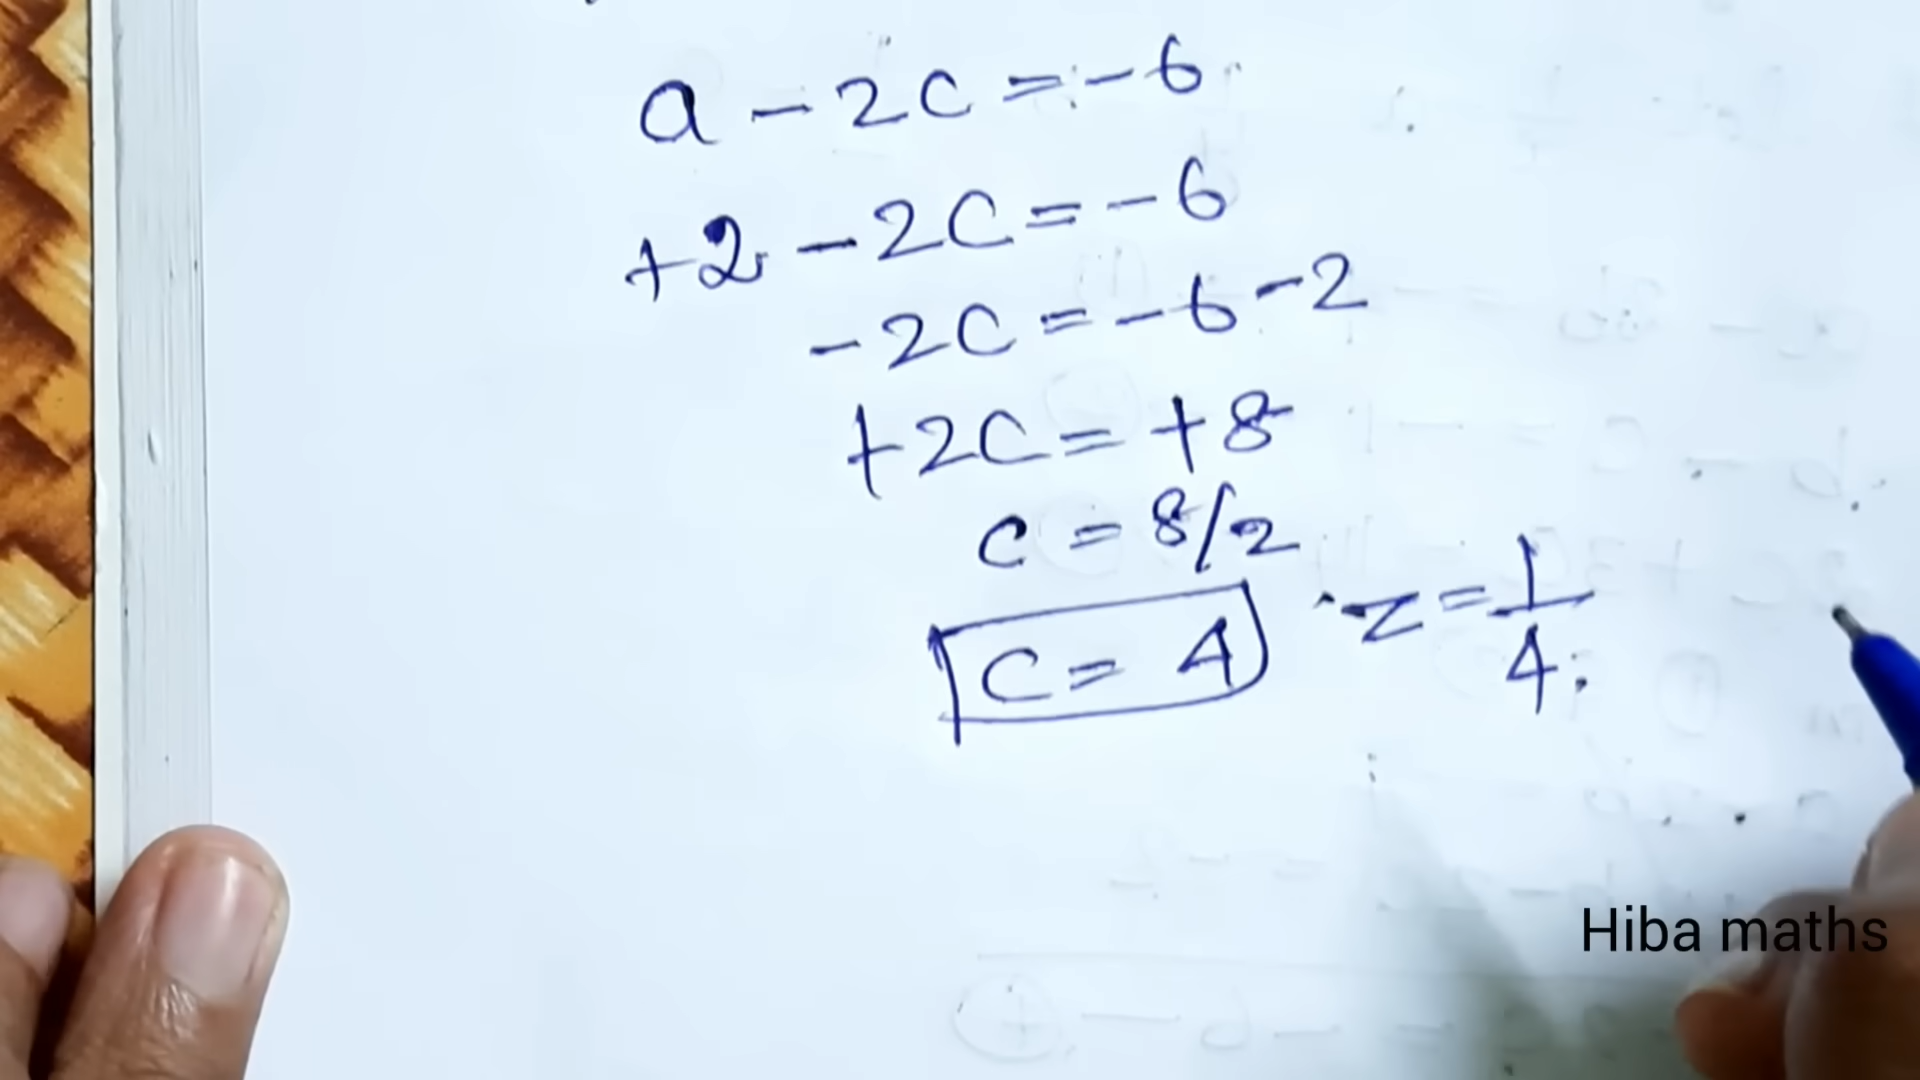 a - 2c = -6
+2 - 2c = -6
-2c = -6 -2
+2c = +8
c = 8/2
c = 4 z = 1/4
Hiba maths